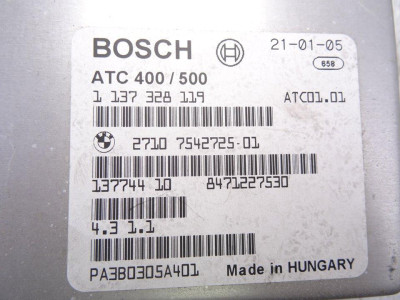 BOSCH 21-01-05
658
ATC 400 / 500
1 137 328 119 ATC01.01
2710 7542725-01
137744 10 8471227530
4.3 1.1
PA3B0305A401 Made in HUNGARY